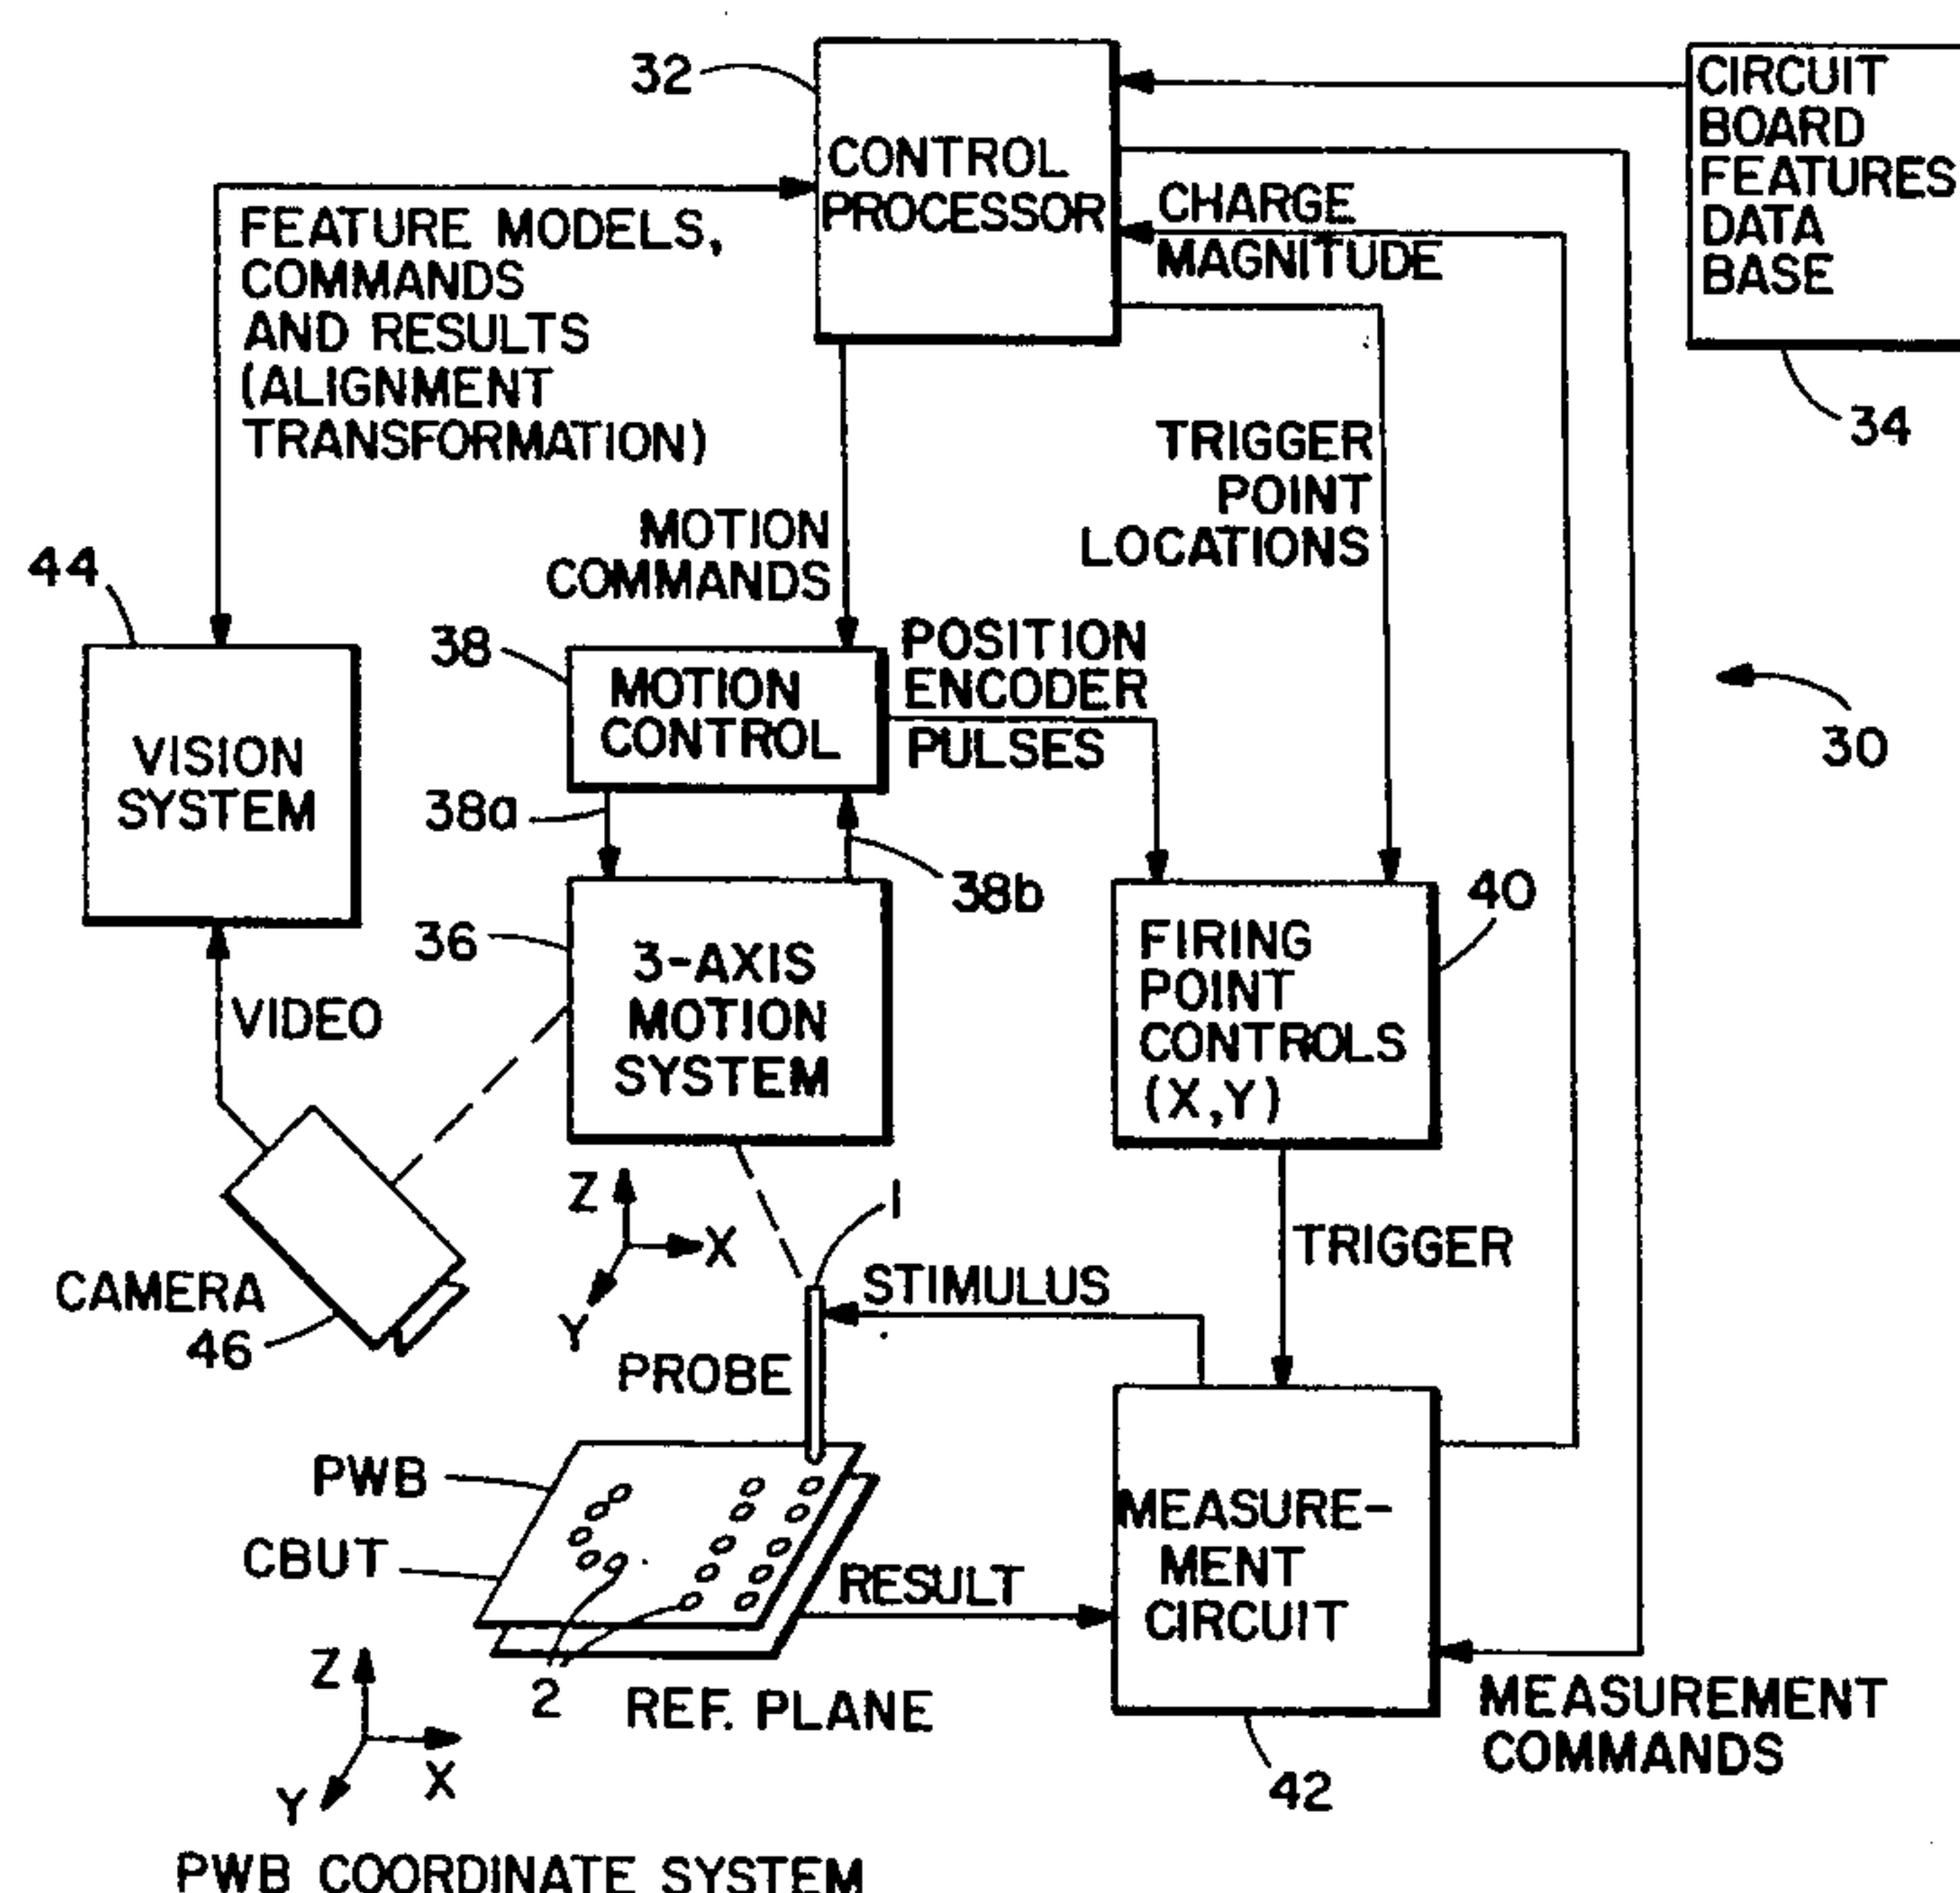 32
CONTROL
PROCESSOR
CIRCUIT
BOARD
FEATURES
DATA
BASE
34
CHARGE
MAGNITUDE
FEATURE MODELS,
COMMANDS
AND RESULTS
(ALIGNMENT
TRANSFORMATION)
MOTION
COMMANDS
TRIGGER
POINT
LOCATIONS
44
VISION
SYSTEM
38
MOTION
CONTROL
POSITION
ENCODER
PULSES
30
38a
38b
36
3-AXIS
MOTION
SYSTEM
40
FIRING
POINT
CONTROLS
(X,Y)
VIDEO
CAMERA
46
Z
X
Y
1
STIMULUS
TRIGGER
PROBE
PWB
CBUT
RESULT
MEASURE-
MENT
CIRCUIT
2
REF. PLANE
MEASUREMENT
COMMANDS
42
Z
X
Y
PWB COORDINATE SYSTEM